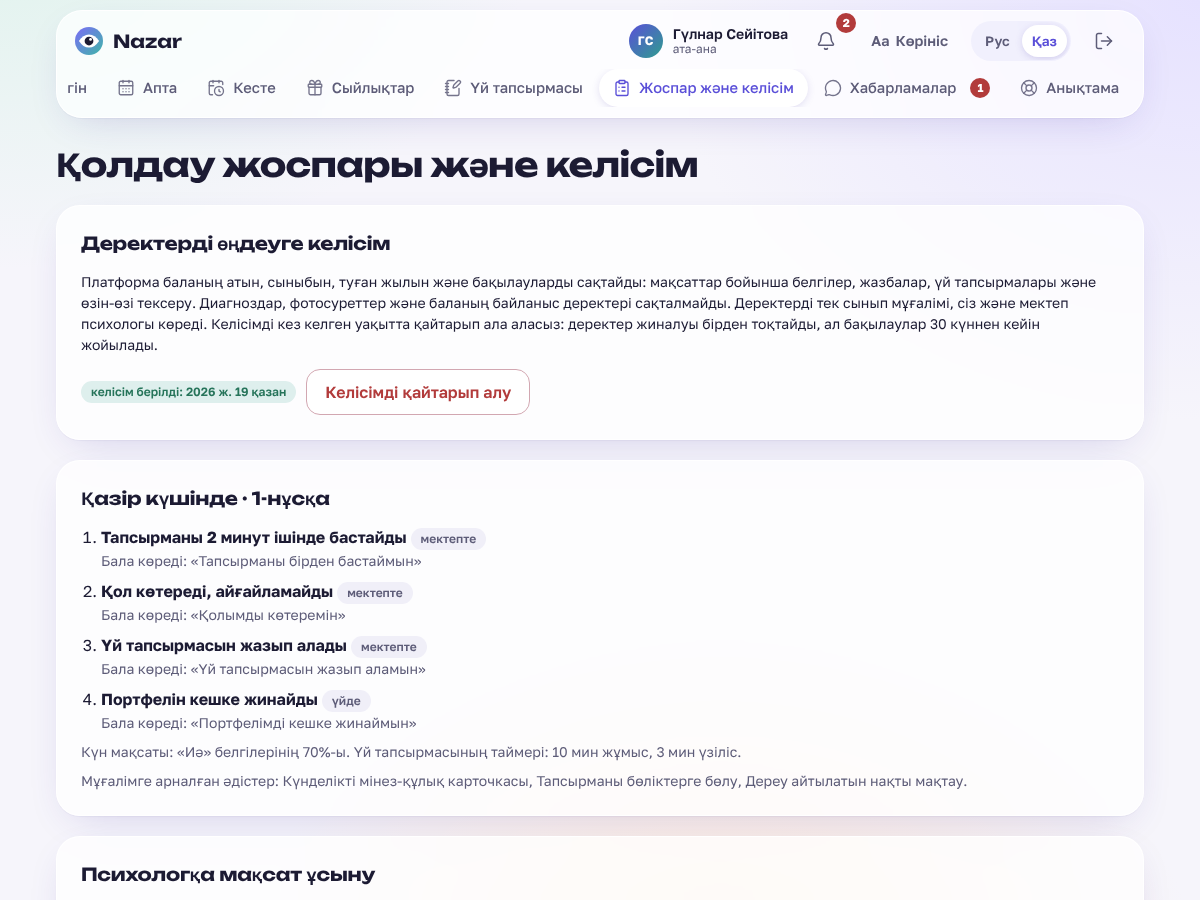 Nazar
ГС
Гүлнар Сейітова
ата-ана
2
Aa Көрініс
Рус
Қаз
гін
Апта
Кесте
Сыйлықтар
Үй тапсырмасы
Жоспар және келісім
Хабарламалар
1
Анықтама
Қолдау жоспары және келісім
Деректерді өңдеуге келісім
Платформа баланың атын, сыныбын, туған жылын және бақылауларды сақтайды: мақсаттар бойынша белгілер, жазбалар, үй тапсырмалары және
өзін-өзі тексеру. Диагноздар, фотосуреттер және баланың байланыс деректері сақталмайды. Деректерді тек сынып мұғалімі, сіз және мектеп
психологы көреді. Келісімді кез келген уақытта қайтарып ала аласыз: деректер жиналуы бірден тоқтайды, ал бақылаулар 30 күннен кейін
жойылады.
келісім берілді: 2026 ж. 19 қазан
Келісімді қайтарып алу
Қазір күшінде · 1-нұсқа
1. Тапсырманы 2 минут ішінде бастайды мектепте
Бала көреді: «Тапсырманы бірден бастаймын»
2. Қол көтереді, айғайламайды мектепте
Бала көреді: «Қолымды көтеремін»
3. Үй тапсырмасын жазып алады мектепте
Бала көреді: «Үй тапсырмасын жазып аламын»
4. Портфелін кешке жинайды үйде
Бала көреді: «Портфелімді кешке жинаймын»
Күн мақсаты: «Иә» белгілерінің 70%-ы. Үй тапсырмасының таймері: 10 мин жұмыс, 3 мин үзіліс.
Мұғалімге арналған әдістер: Күнделікті мінез-құлық карточкасы, Тапсырманы бөліктерге бөлу, Дереу айтылатын нақты мақтау.
Психологқа мақсат ұсыну